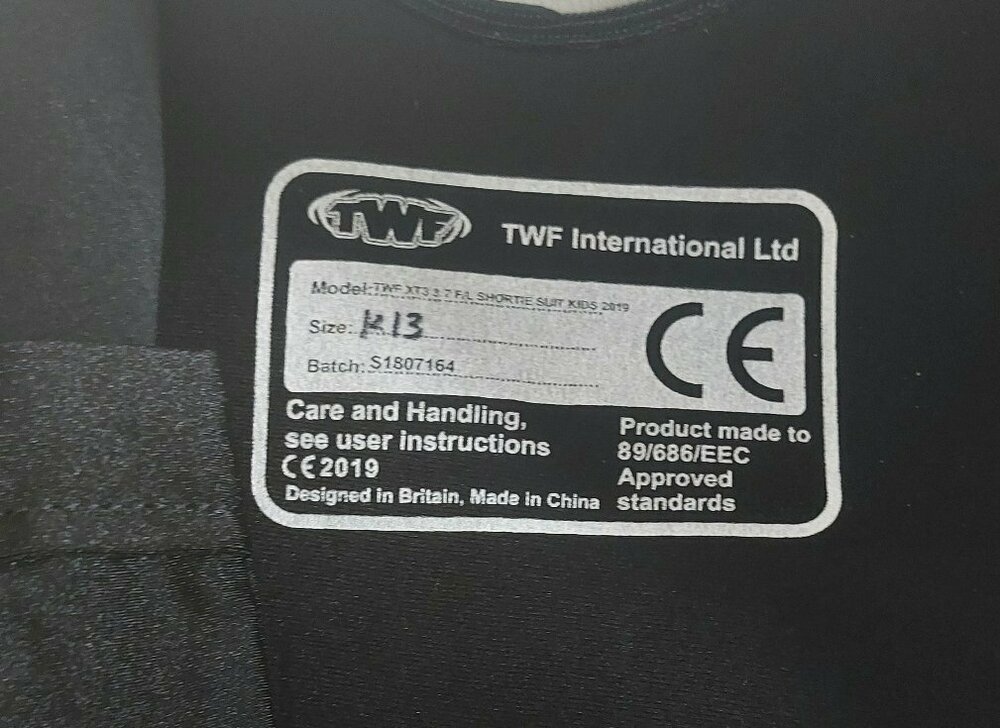 TWF
TWF International Ltd
Model: TWF XT3 3.2 F/L SHORTIE SUIT KIDS 2019
Size: K13
Batch: S1807164
CE
Care and Handling,
see user instructions
CE 2019
Designed in Britain, Made in China
Product made to
89/686/EEC
Approved
standards